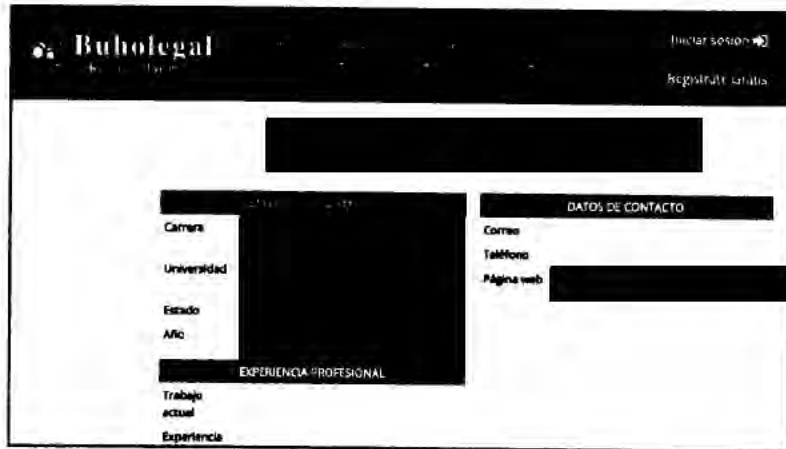 Buholegal
Iniciar sesión
Regístrate Gratis
Carrera
Universidad
Estado
Año
EXPERIENCIA PROFESIONAL
Trabajo
actual
Experiencia
DATOS DE CONTACTO
Correo
Teléfono
Página web